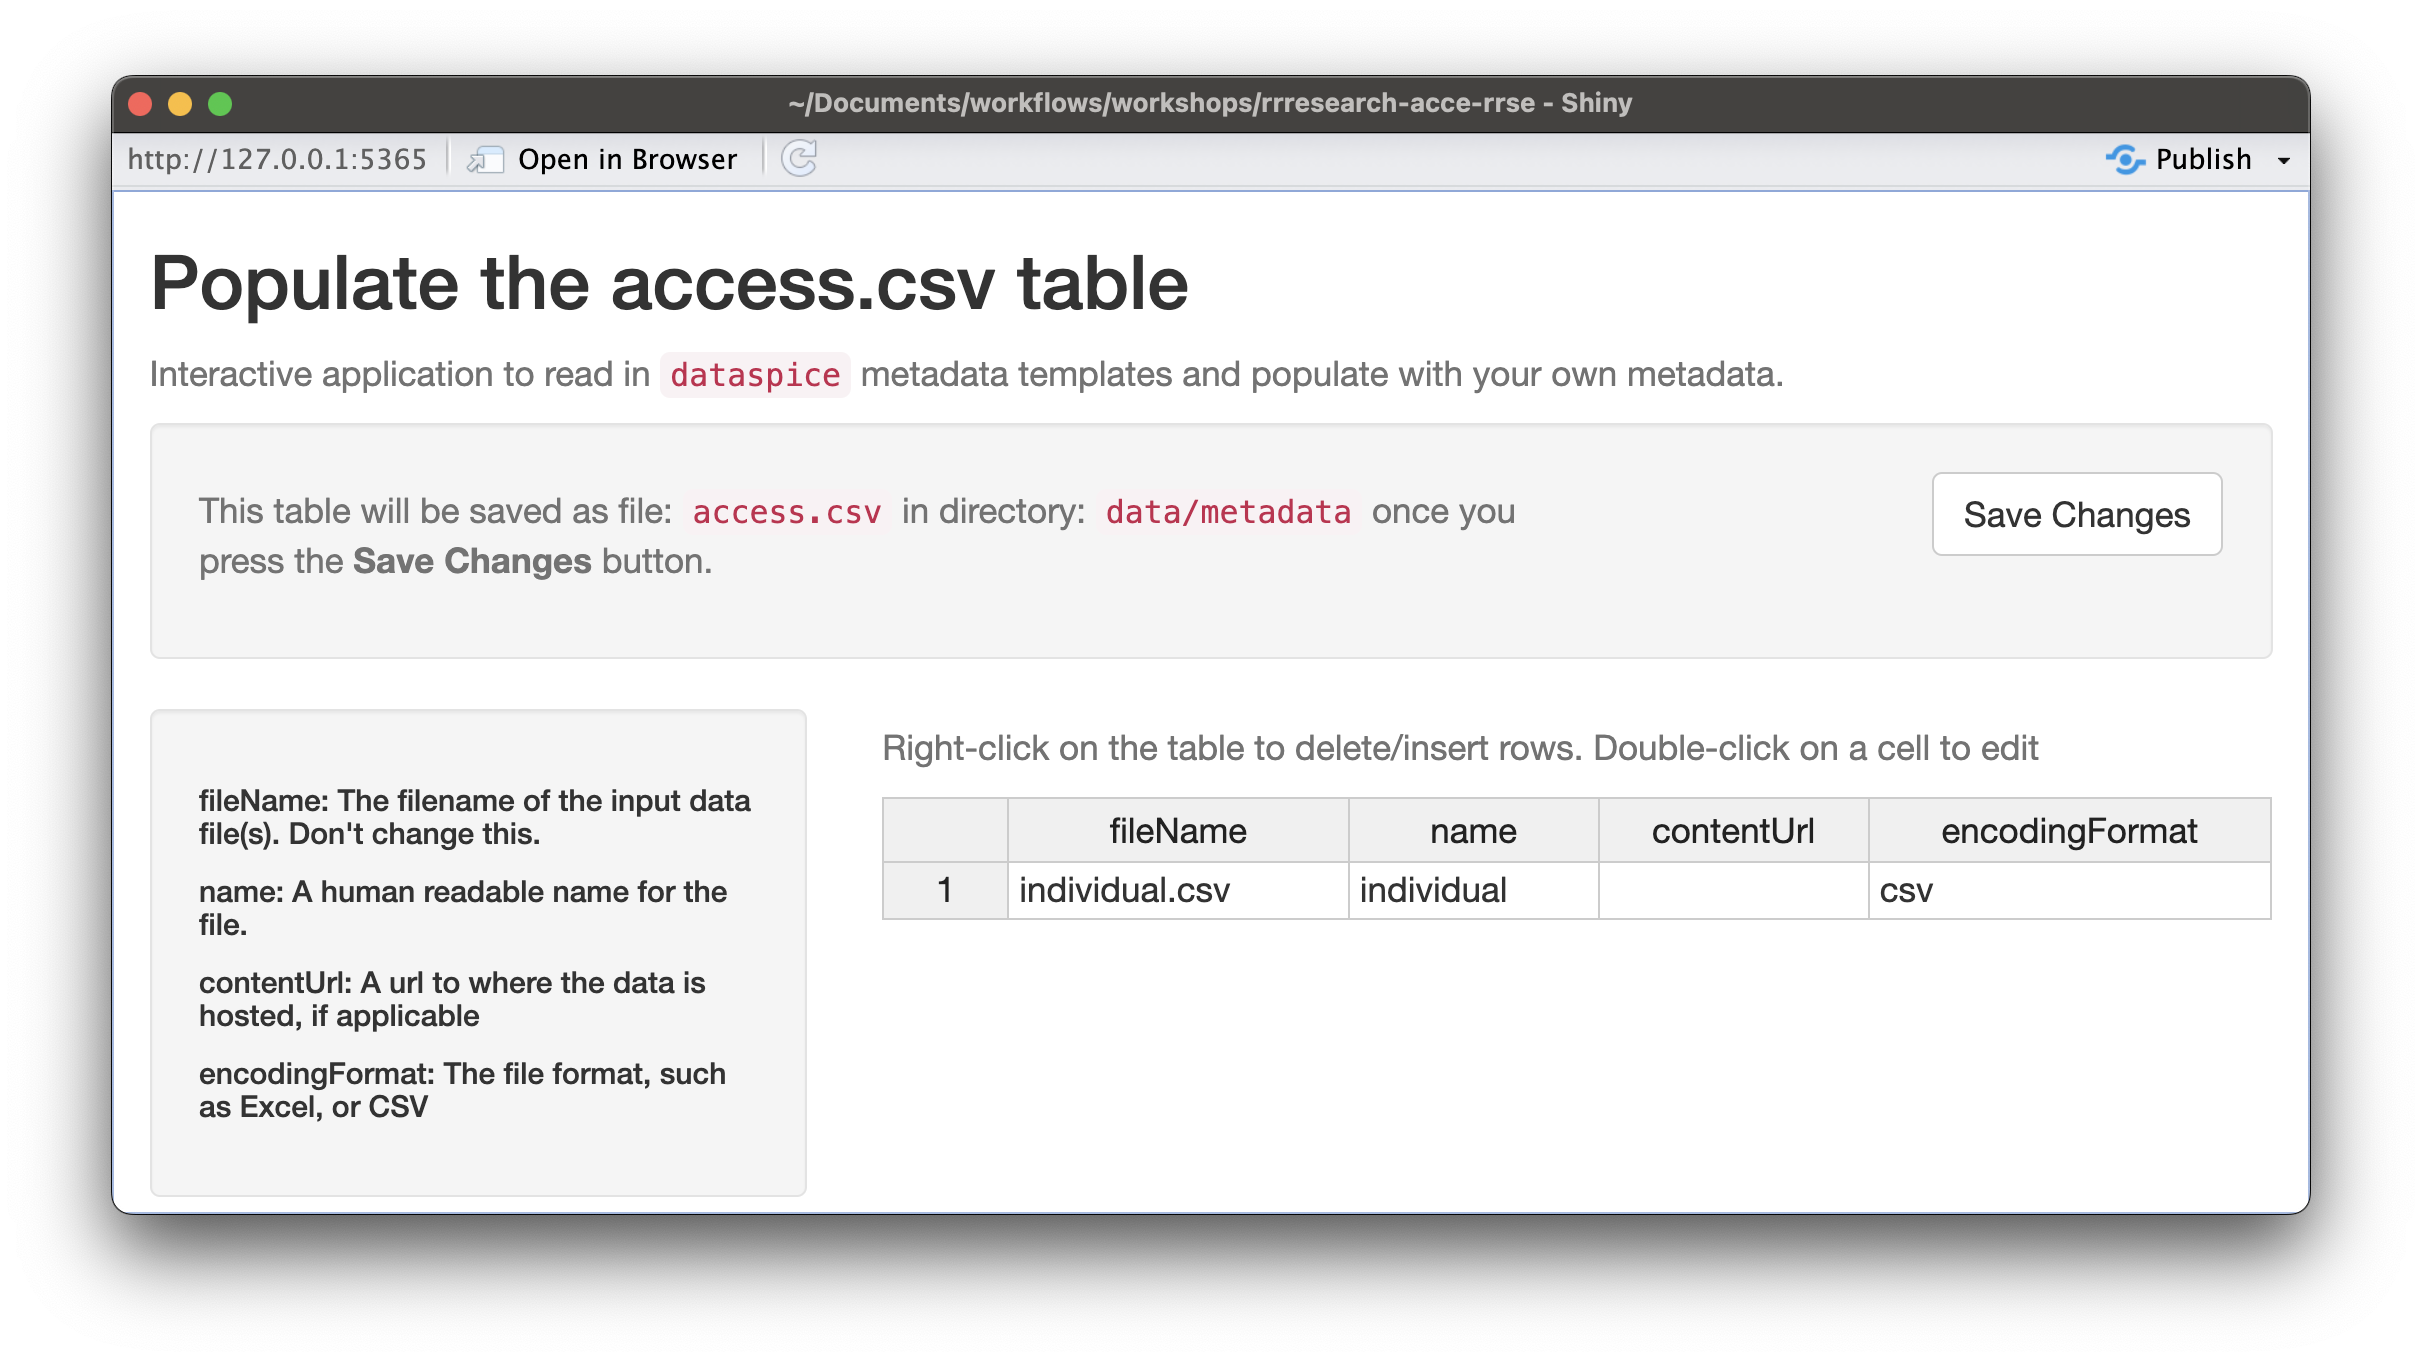 ~/Documents/workflows/workshops/rrresearch-acce-rrse - Shiny
http://127.0.0.1:5365 Open in Browser Publish
Populate the access.csv table
Interactive application to read in dataspice metadata templates and populate with your own metadata.
This table will be saved as file: access.csv in directory: data/metadata once you
press the Save Changes button.
Save Changes
fileName: The filename of the input data
file(s). Don't change this.
name: A human readable name for the
file.
contentUrl: A url to where the data is
hosted, if applicable
encodingFormat: The file format, such
as Excel, or CSV
Right-click on the table to delete/insert rows. Double-click on a cell to edit
fileName name contentUrl encodingFormat
1 individual.csv individual csv